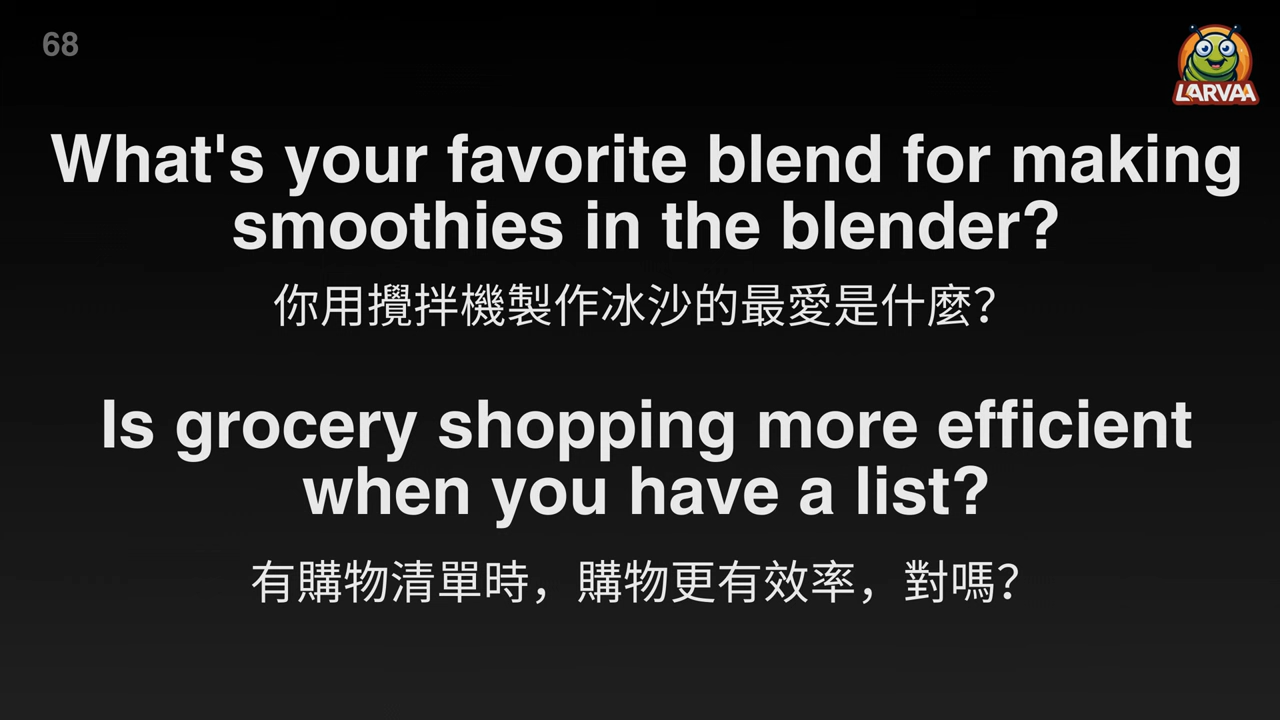 68
LARVAA
What's your favorite blend for making
smoothies in the blender?
你用攪拌機製作冰沙的最愛是什麼？
Is grocery shopping more efficient
when you have a list?
有購物清單時，購物更有效率，對嗎？